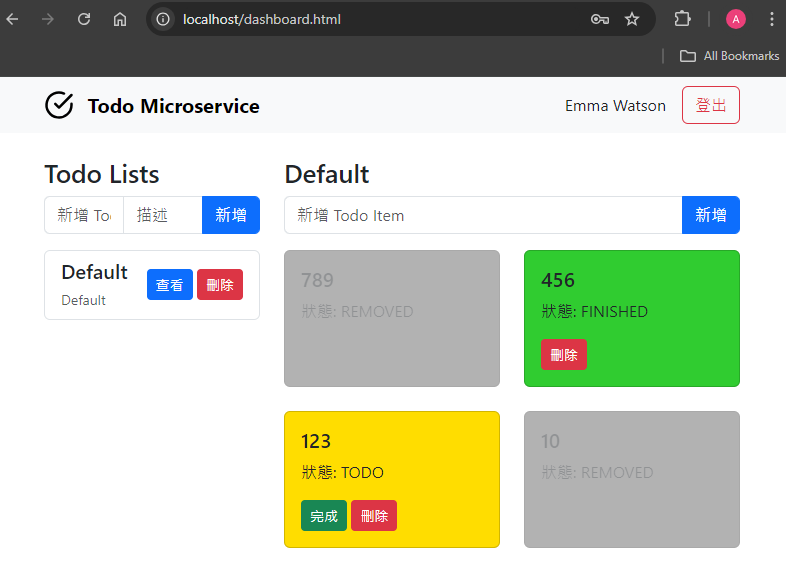 localhost/dashboard.html
A
All Bookmarks
Todo Microservice
Emma Watson
登出
Todo Lists
新增 To
描述
新增
Default
Default
查看
刪除
Default
新增 Todo Item
新增
789
狀態: REMOVED
456
狀態: FINISHED
刪除
123
狀態: TODO
完成
刪除
10
狀態: REMOVED